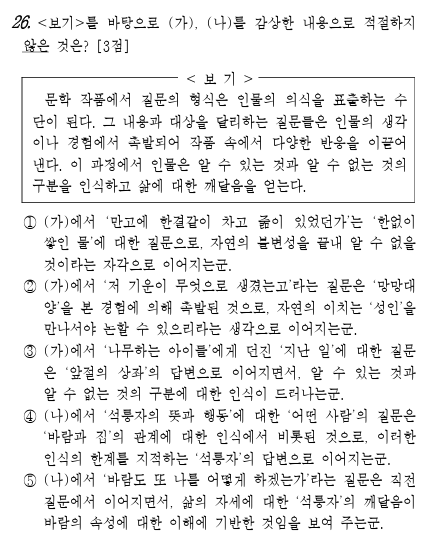 26. <보기>를 바탕으로 (가), (나)를 감상한 내용으로 적절하지
않은 것은? [3점]
< 보 기 >
문학 작품에서 질문의 형식은 인물의 의식을 표출하는 수
단이 된다. 그 내용과 대상을 달리하는 질문들은 인물의 생각
이나 경험에서 촉발되어 작품 속에서 다양한 반응을 이끌어
낸다. 이 과정에서 인물은 알 수 있는 것과 알 수 없는 것의
구분을 인식하고 삶에 대한 깨달음을 얻는다.
① (가)에서 ‘만고에 한결같이 차고 줆이 있었던가’는 ‘한없이
쌓인 물’에 대한 질문으로, 자연의 불변성을 끝내 알 수 없을
것이라는 자각으로 이어지는군.
② (가)에서 ‘저 기운이 무엇으로 생겼는고’라는 질문은 ‘망망대
양’을 본 경험에 의해 촉발된 것으로, 자연의 이치는 ‘성인’을
만나서야 논할 수 있으리라는 생각으로 이어지는군.
③ (가)에서 ‘나무하는 아이들’에게 던진 ‘지난 일’에 대한 질문
은 ‘앞절의 상좌’의 답변으로 이어지면서, 알 수 있는 것과
알 수 없는 것의 구분에 대한 인식이 드러나는군.
④ (나)에서 ‘석륭자의 뜻과 행동’에 대한 ‘어떤 사람’의 질문은
‘바람과 집’의 관계에 대한 인식에서 비롯된 것으로, 이러한
인식의 한계를 지적하는 ‘석륭자’의 답변으로 이어지는군.
⑤ (나)에서 ‘바람도 또 나를 어떻게 하겠는가’라는 질문은 직전
질문에서 이어지면서, 삶의 자세에 대한 ‘석륭자’의 깨달음이
바람의 속성에 대한 이해에 기반한 것임을 보여 주는군.